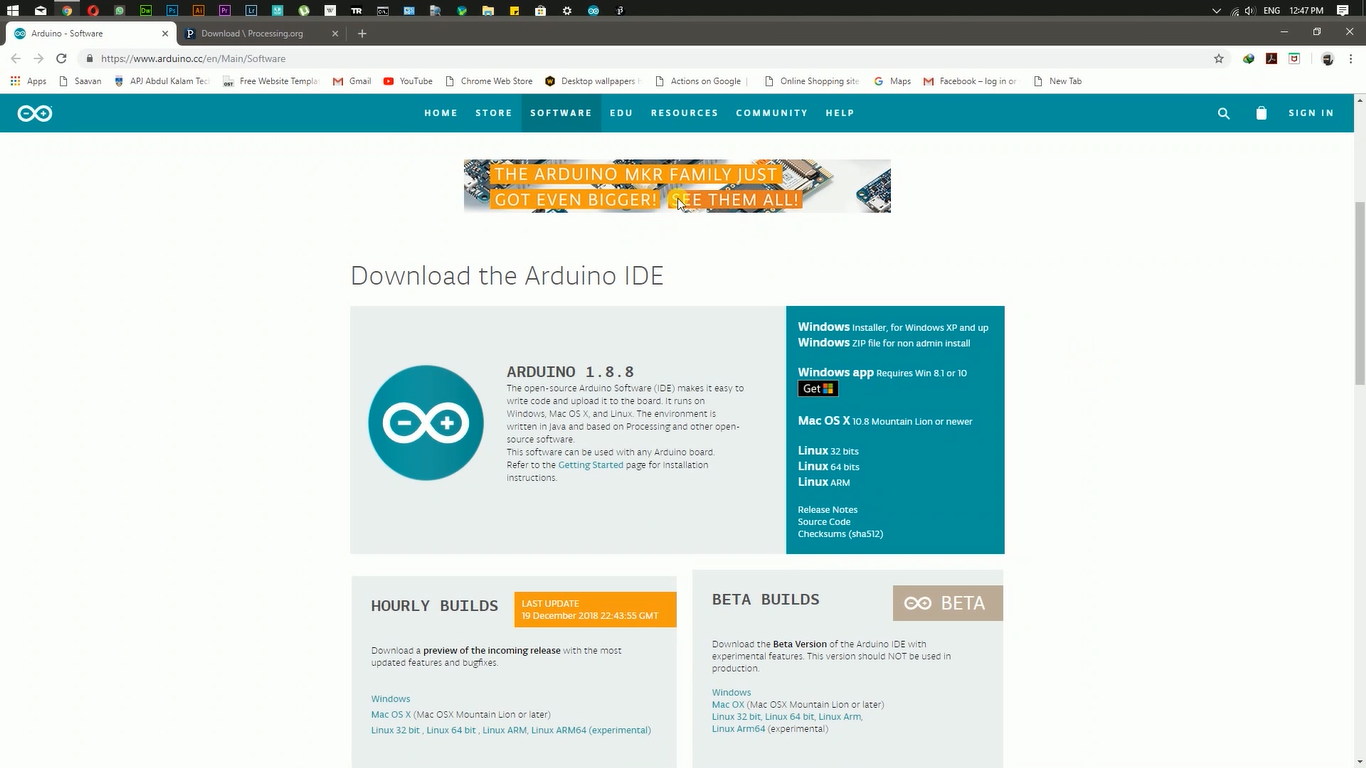 ENG 12:47 PM
Arduino - Software
Download \ Processing.org
https://www.arduino.cc/en/Main/Software
Apps Saavan APJ Abdul Kalam Tech Free Website Templa Gmail YouTube Chrome Web Store Desktop wallpapers Actions on Google Online Shopping site Maps Facebook – log in or New Tab
HOME STORE SOFTWARE EDU RESOURCES COMMUNITY HELP SIGN IN
THE ARDUINO MKR FAMILY JUST
GOT EVEN BIGGER! SEE THEM ALL!
Download the Arduino IDE
ARDUINO 1.8.8
The open-source Arduino Software (IDE) makes it easy to
write code and upload it to the board. It runs on
Windows, Mac OS X, and Linux. The environment is
written in Java and based on Processing and other open-
source software.
This software can be used with any Arduino board.
Refer to the Getting Started page for Installation
instructions.
Windows Installer, for Windows XP and up
Windows ZIP file for non admin install
Windows app Requires Win 8.1 or 10
Get
Mac OS X 10.8 Mountain Lion or newer
Linux 32 bits
Linux 64 bits
Linux ARM
Release Notes
Source Code
Checksums (sha512)
HOURLY BUILDS
LAST UPDATE
19 December 2018 22:43:55 GMT
Download a preview of the incoming release with the most
updated features and bugfixes.
Windows
Mac OS X (Mac OSX Mountain Lion or later)
Linux 32 bit , Linux 64 bit , Linux ARM, Linux ARM64 (experimental)
BETA BUILDS
BETA
Download the Beta Version of the Arduino IDE with
experimental features. This version should NOT be used in
production.
Windows
Mac OX (Mac OSX Mountain Lion or later)
Linux 32 bit, Linux 64 bit, Linux Arm,
Linux Arm64 (experimental)